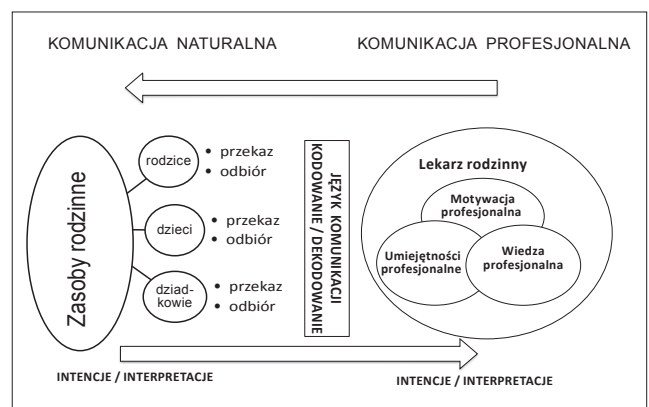 KOMUNIKACJA NATURALNA
KOMUNIKACJA PROFESJONALNA
Zasoby rodzinne
rodzice
• przekaz
• odbiór
dzieci
• przekaz
• odbiór
dziad-
kowie
• przekaz
• odbiór
JĘZYK KOMUNIKACJI
KODOWANIE / DEKODOWANIE
Lekarz rodzinny
Motywacja
profesjonalna
Umiejętności
profesjonalne
Wiedza
profesjonalna
INTENCJE / INTERPRETACJE
INTENCJE / INTERPRETACJE